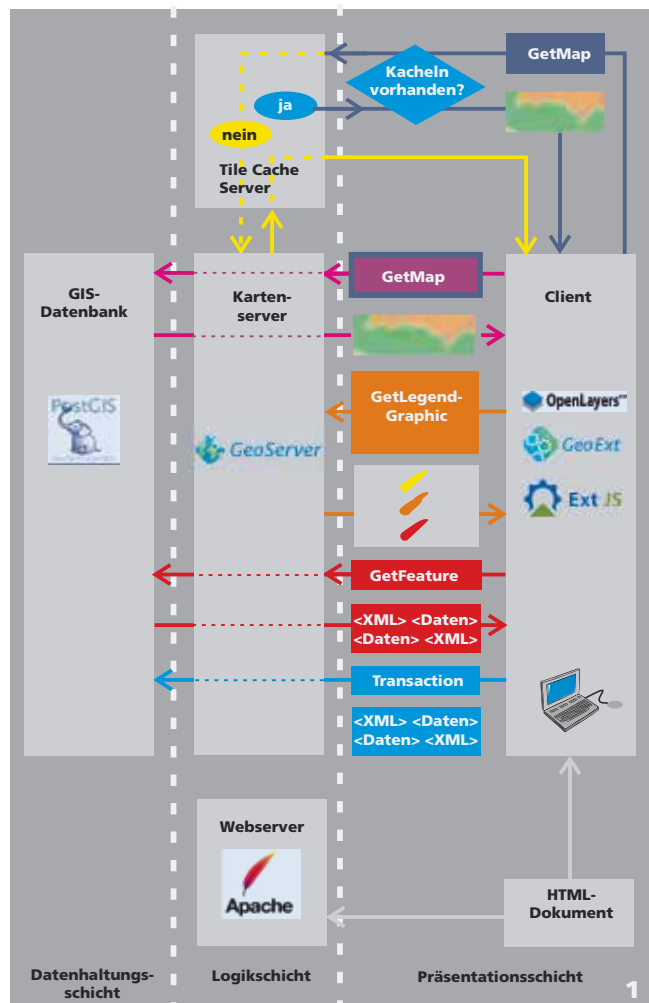 GetMap
Kacheln
vorhanden?
ja
nein
Tile Cache
Server
GIS-
Datenbank
Karten-
server
GetMap
Client
PostGIS
GeoServer
GetLegend-
Graphic
OpenLayers
GeoExt
Ext JS
GetFeature
<XML> <Daten>
<Daten> <XML>
Transaction
<XML> <Daten>
<Daten> <XML>
Webserver
Apache
HTML-
Dokument
Datenhaltungs-
schicht
Logikschicht
Präsentationsschicht
1